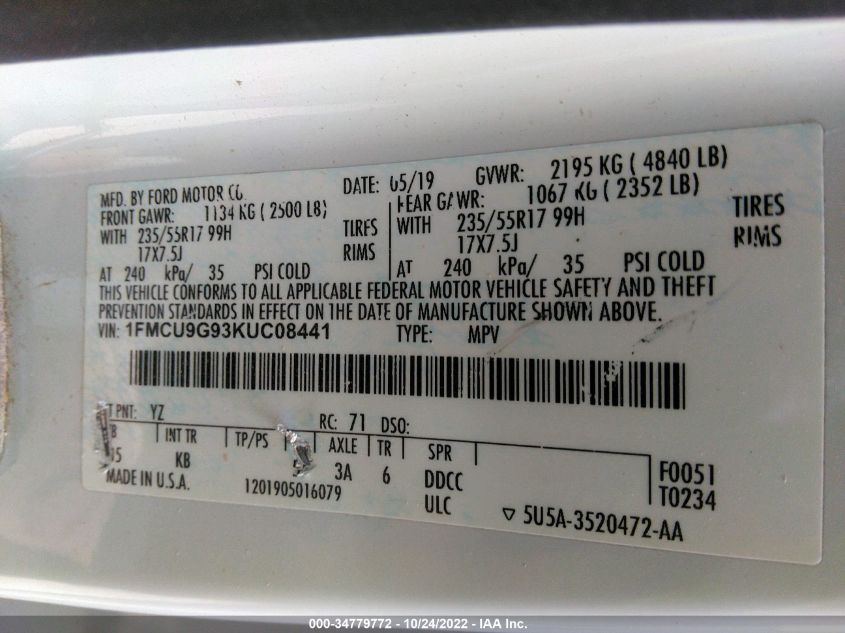 MFD. BY FORD MOTOR CO. DATE: 05/19 GVWR: 2195 KG ( 4840 LB)
FRONT GAWR: 1134 KG ( 2500 LB) REAR GAWR: 1067 KG ( 2352 LB)
WITH 235/55R17 99H TIRES WITH 235/55R17 99H TIRES
17X7.5J RIMS 17X7.5J RIMS
AT 240 kPa/ 35 PSI COLD AT 240 kPa/ 35 PSI COLD
THIS VEHICLE CONFORMS TO ALL APPLICABLE FEDERAL MOTOR VEHICLE SAFETY AND THEFT
PREVENTION STANDARDS IN EFFECT ON THE DATE OF MANUFACTURE SHOWN ABOVE.
VIN: 1FMCU9G93KUC08441 TYPE: MPV
PNT: YZ RC: 71 DSO:
INT TR TP/PS AXLE TR SPR
KB 3A 6 DDCC F0051
MADE IN U.S.A. 1201905016079 ULC T0234
▽ 5U5A-3520472-AA
000-34779772 - 10/24/2022 - IAA Inc.